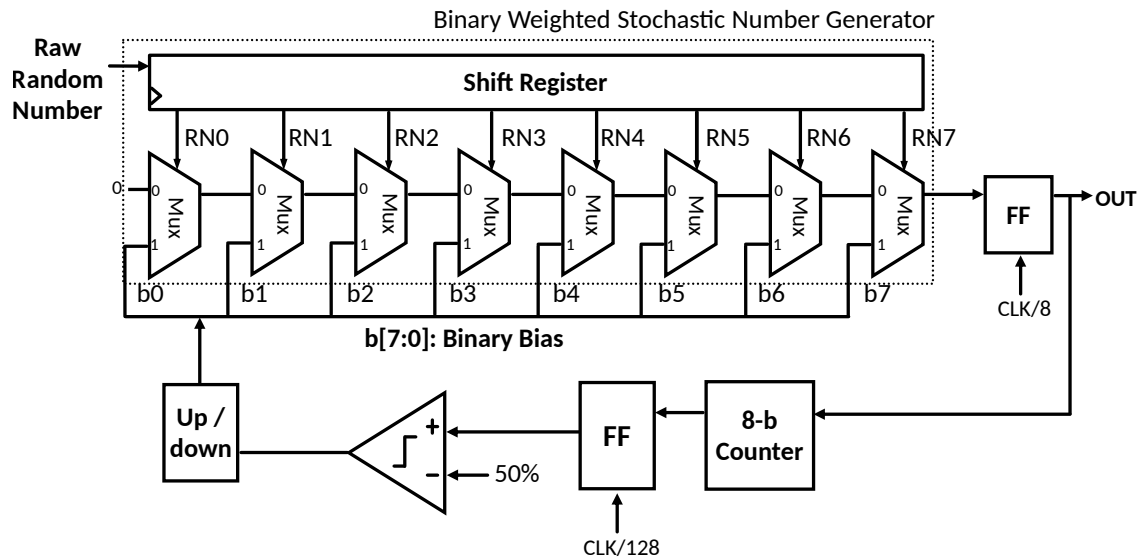 Binary Weighted Stochastic Number Generator
Raw
Random
Number
Shift Register
RN0 RN1 RN2 RN3 RN4 RN5 RN6 RN7
0 0 0 0 0 0 0 0 0
Mux Mux Mux Mux Mux Mux Mux Mux
1 1 1 1 1 1 1 1
FF
OUT
b0 b1 b2 b3 b4 b5 b6 b7
CLK/8
b[7:0]: Binary Bias
Up /
down
+
−
50%
FF
8-b
Counter
CLK/128